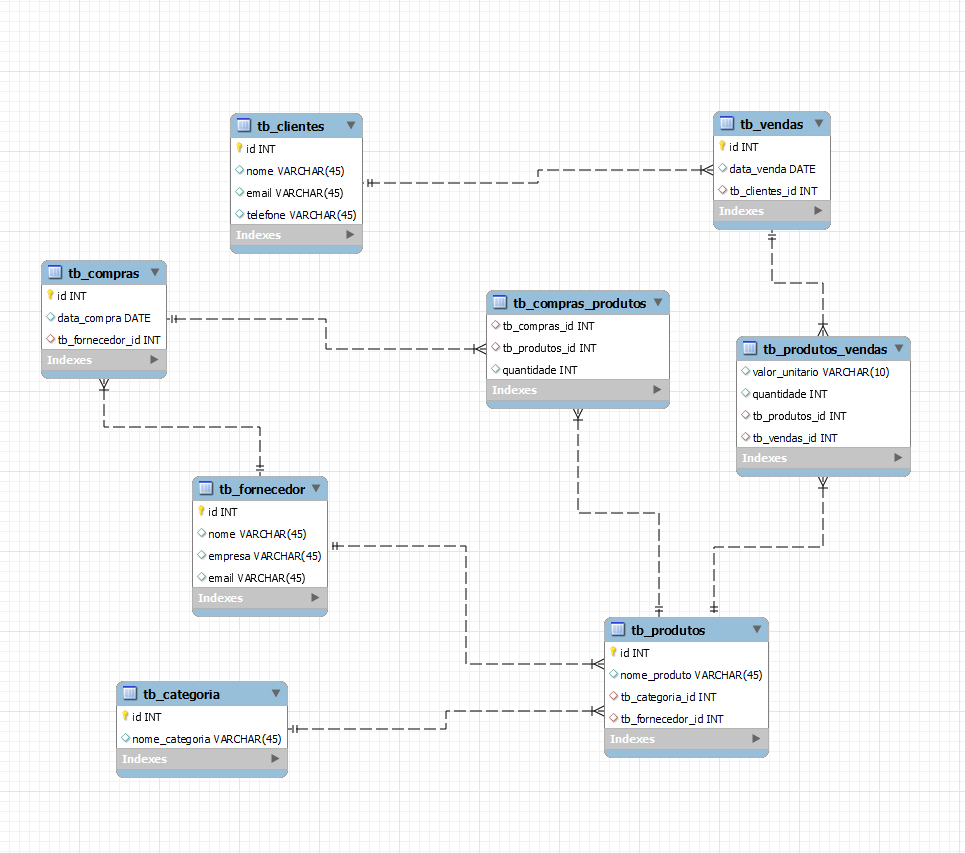 tb_clientes
id INT
nome VARCHAR(45)
email VARCHAR(45)
telefone VARCHAR(45)
Indexes
tb_vendas
id INT
data_venda DATE
tb_clientes_id INT
Indexes
tb_compras
id INT
data_compra DATE
tb_fornecedor_id INT
Indexes
tb_compras_produtos
tb_compras_id INT
tb_produtos_id INT
quantidade INT
Indexes
tb_produtos_vendas
valor_unitario VARCHAR(10)
quantidade INT
tb_produtos_id INT
tb_vendas_id INT
Indexes
tb_fornecedor
id INT
nome VARCHAR(45)
empresa VARCHAR(45)
email VARCHAR(45)
Indexes
tb_produtos
id INT
nome_produto VARCHAR(45)
tb_categoria_id INT
tb_fornecedor_id INT
Indexes
tb_categoria
id INT
nome_categoria VARCHAR(45)
Indexes